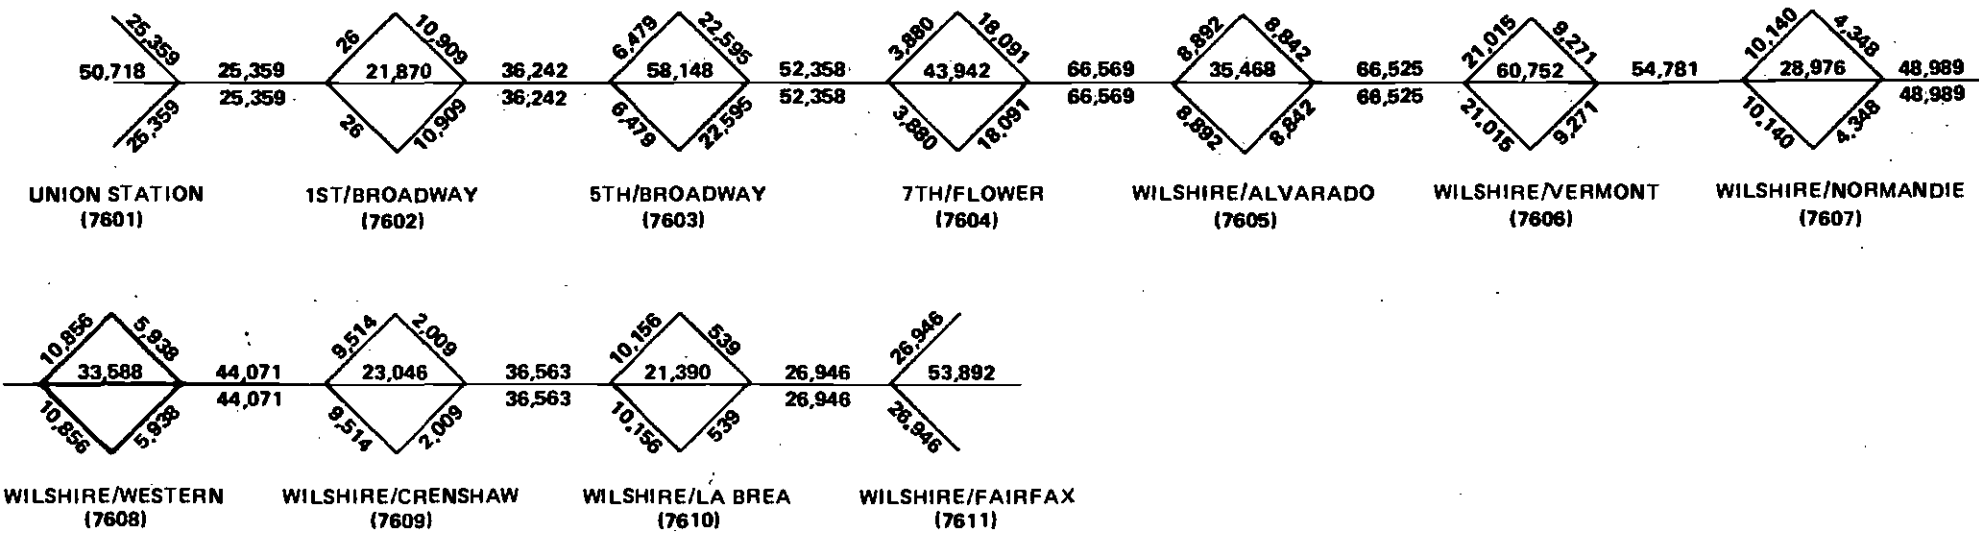 25,359 26 10,909 6,479 22,595 3,880 18,091 8,892 8,842 21,015 9,271 10,140 4,348
50,718 25,359 21,870 36,242 58,148 52,358 43,942 66,569 35,468 66,525 60,752 54,781 28,976 48,989
25,359 36,242 52,358 66,569 66,525 48,989
25,359 26 10,909 6,479 22,595 3,880 18,091 8,892 8,842 21,015 9,271 10,140 4,348
UNION STATION 1ST/BROADWAY 5TH/BROADWAY 7TH/FLOWER WILSHIRE/ALVARADO WILSHIRE/VERMONT WILSHIRE/NORMANDIE
(7601) (7602) (7603) (7604) (7605) (7606) (7607)
10,856 5,938 9,514 2,009 10,156 539 26,946
33,588 44,071 23,046 36,563 21,390 26,946 53,892
44,071 36,563 26,946
10,856 5,938 9,514 2,009 10,156 539 26,946
WILSHIRE/WESTERN WILSHIRE/CRENSHAW WILSHIRE/LA BREA WILSHIRE/FAIRFAX
(7608) (7609) (7610) (7611)